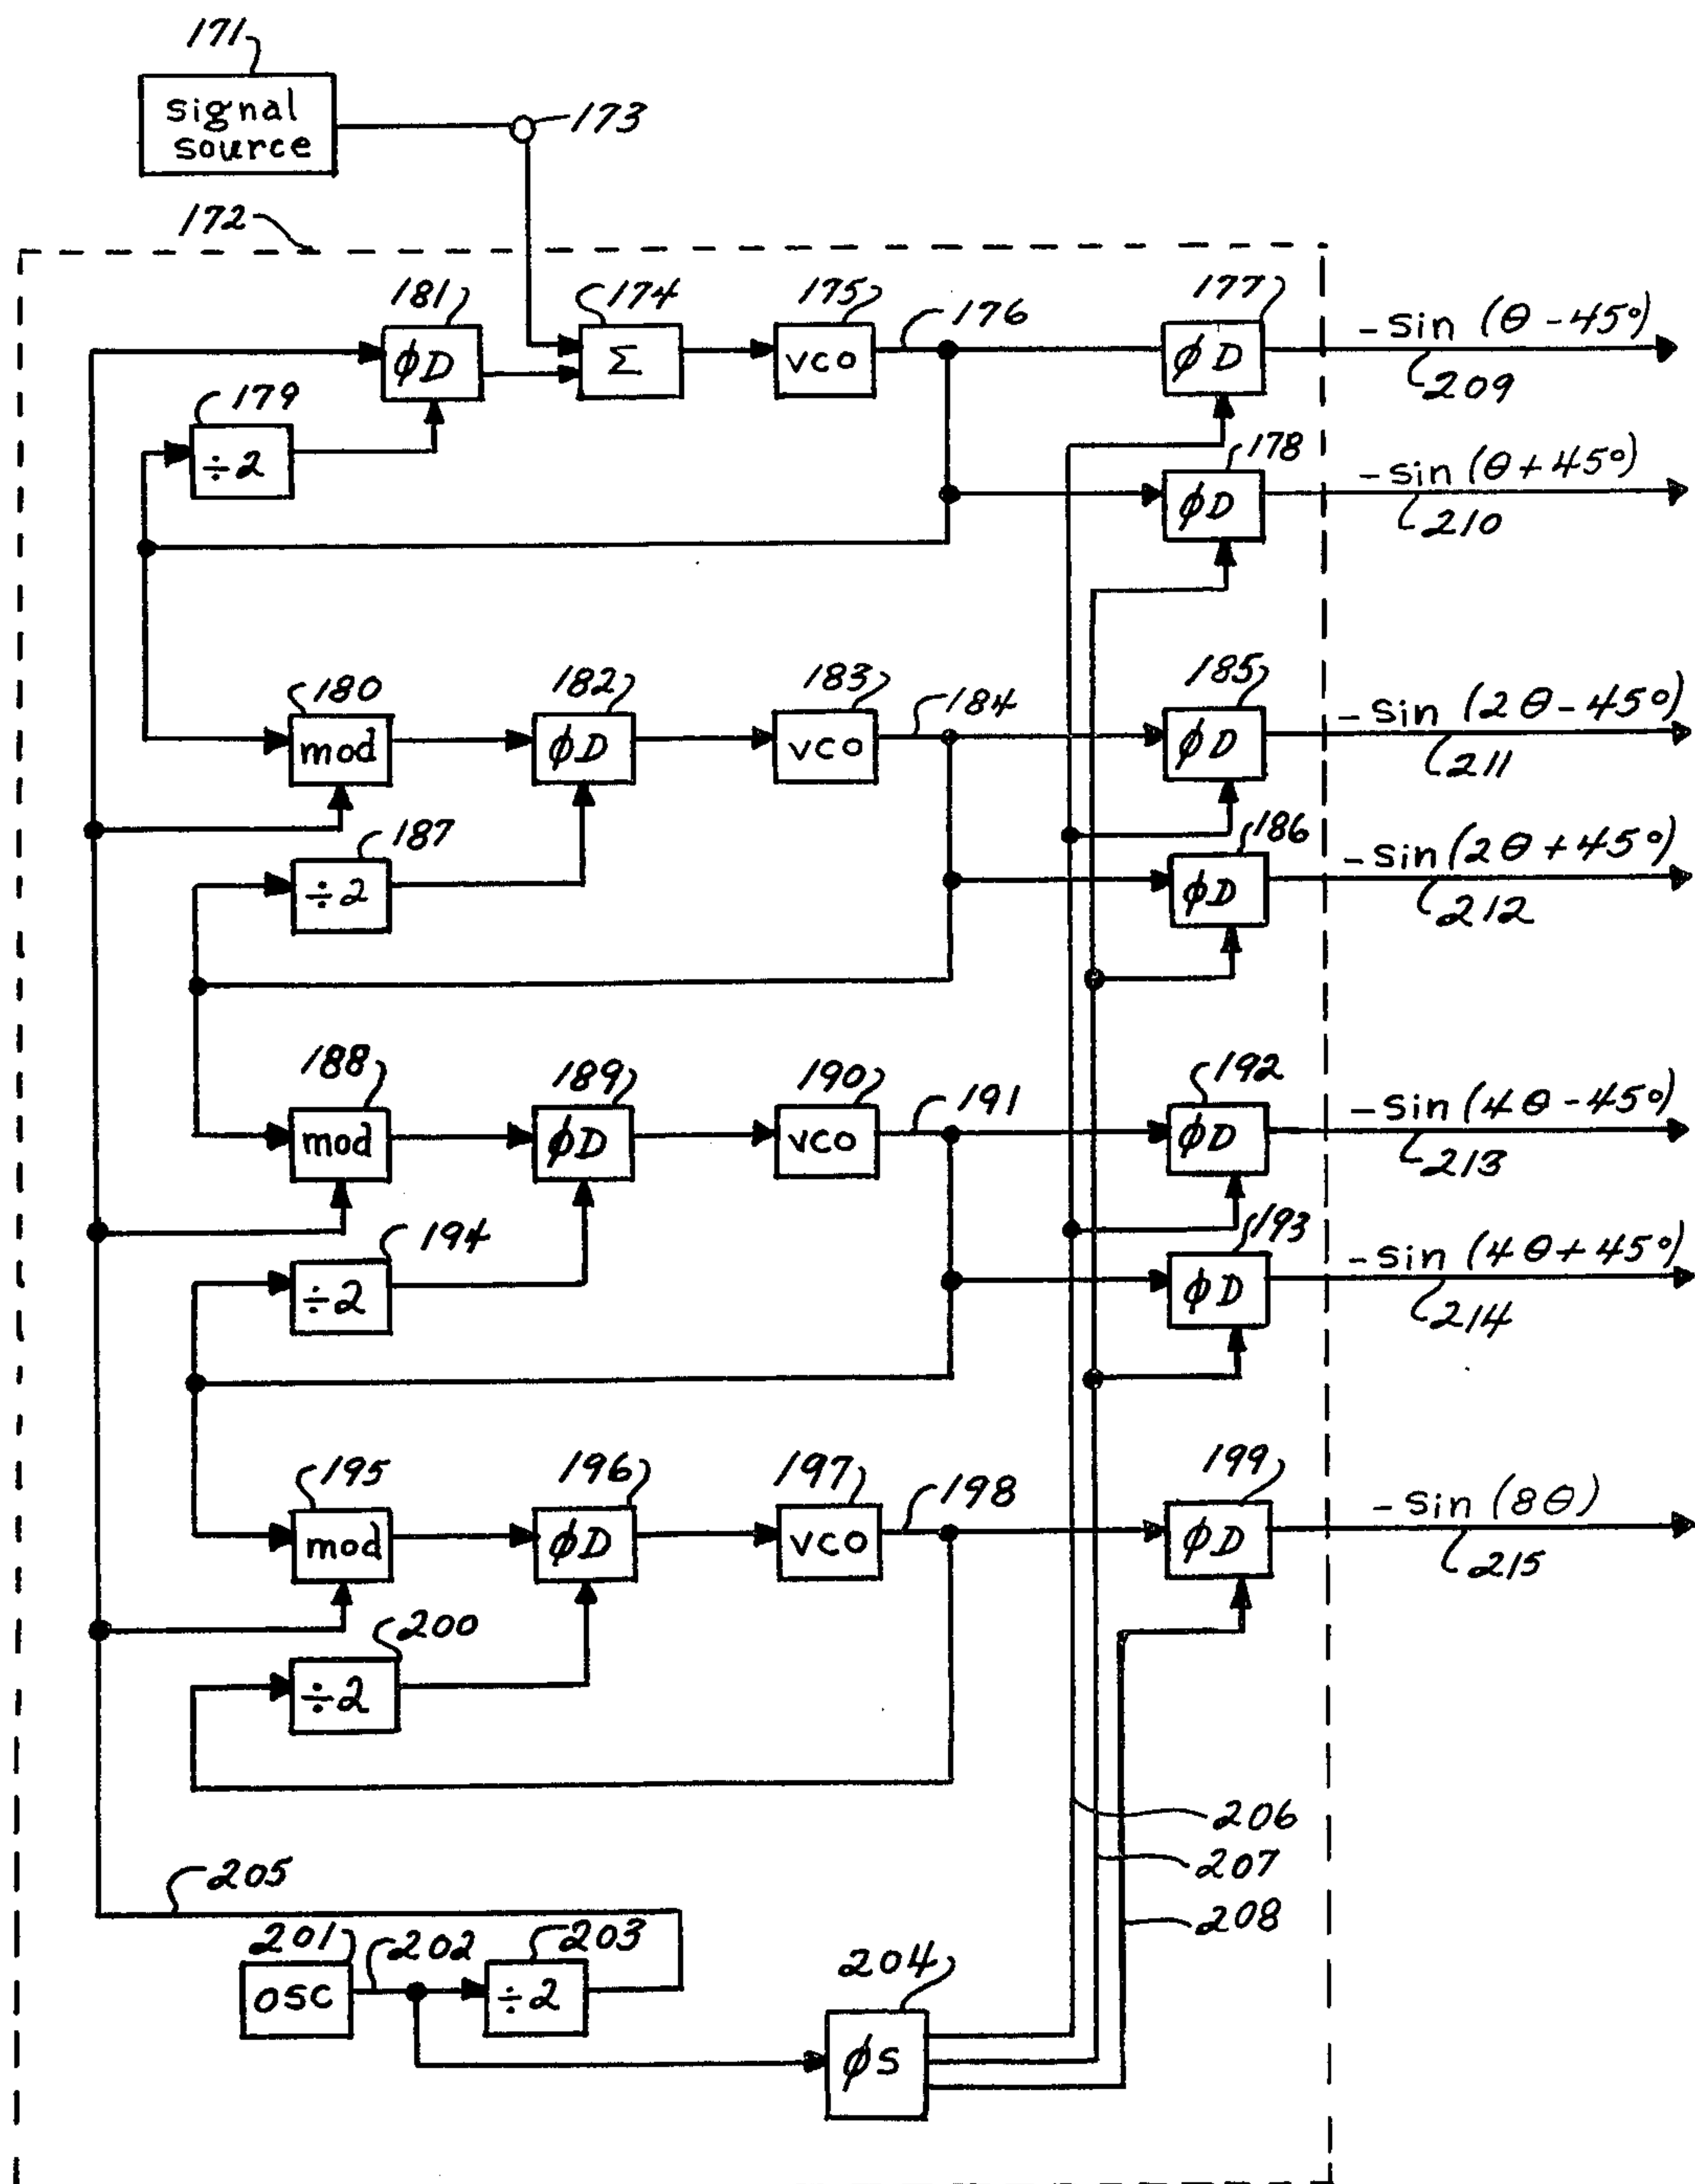 171
signal
source
173
172
181
174
175
176
177
ϕD
Σ
VCO
ϕD
-sin (θ - 45°)
209
179
÷2
178
ϕD
-sin (θ + 45°)
210
180
mod
182
ϕD
183
VCO
184
185
ϕD
-sin (2θ - 45°)
211
187
÷2
186
ϕD
-sin (2θ + 45°)
212
188
mod
189
ϕD
190
VCO
191
192
ϕD
-sin (4θ - 45°)
213
194
÷2
193
ϕD
-sin (4θ + 45°)
214
195
mod
196
ϕD
197
VCO
198
199
ϕD
-sin (8θ)
215
200
÷2
206
207
208
205
201
OSC
202
203
÷2
204
ϕS